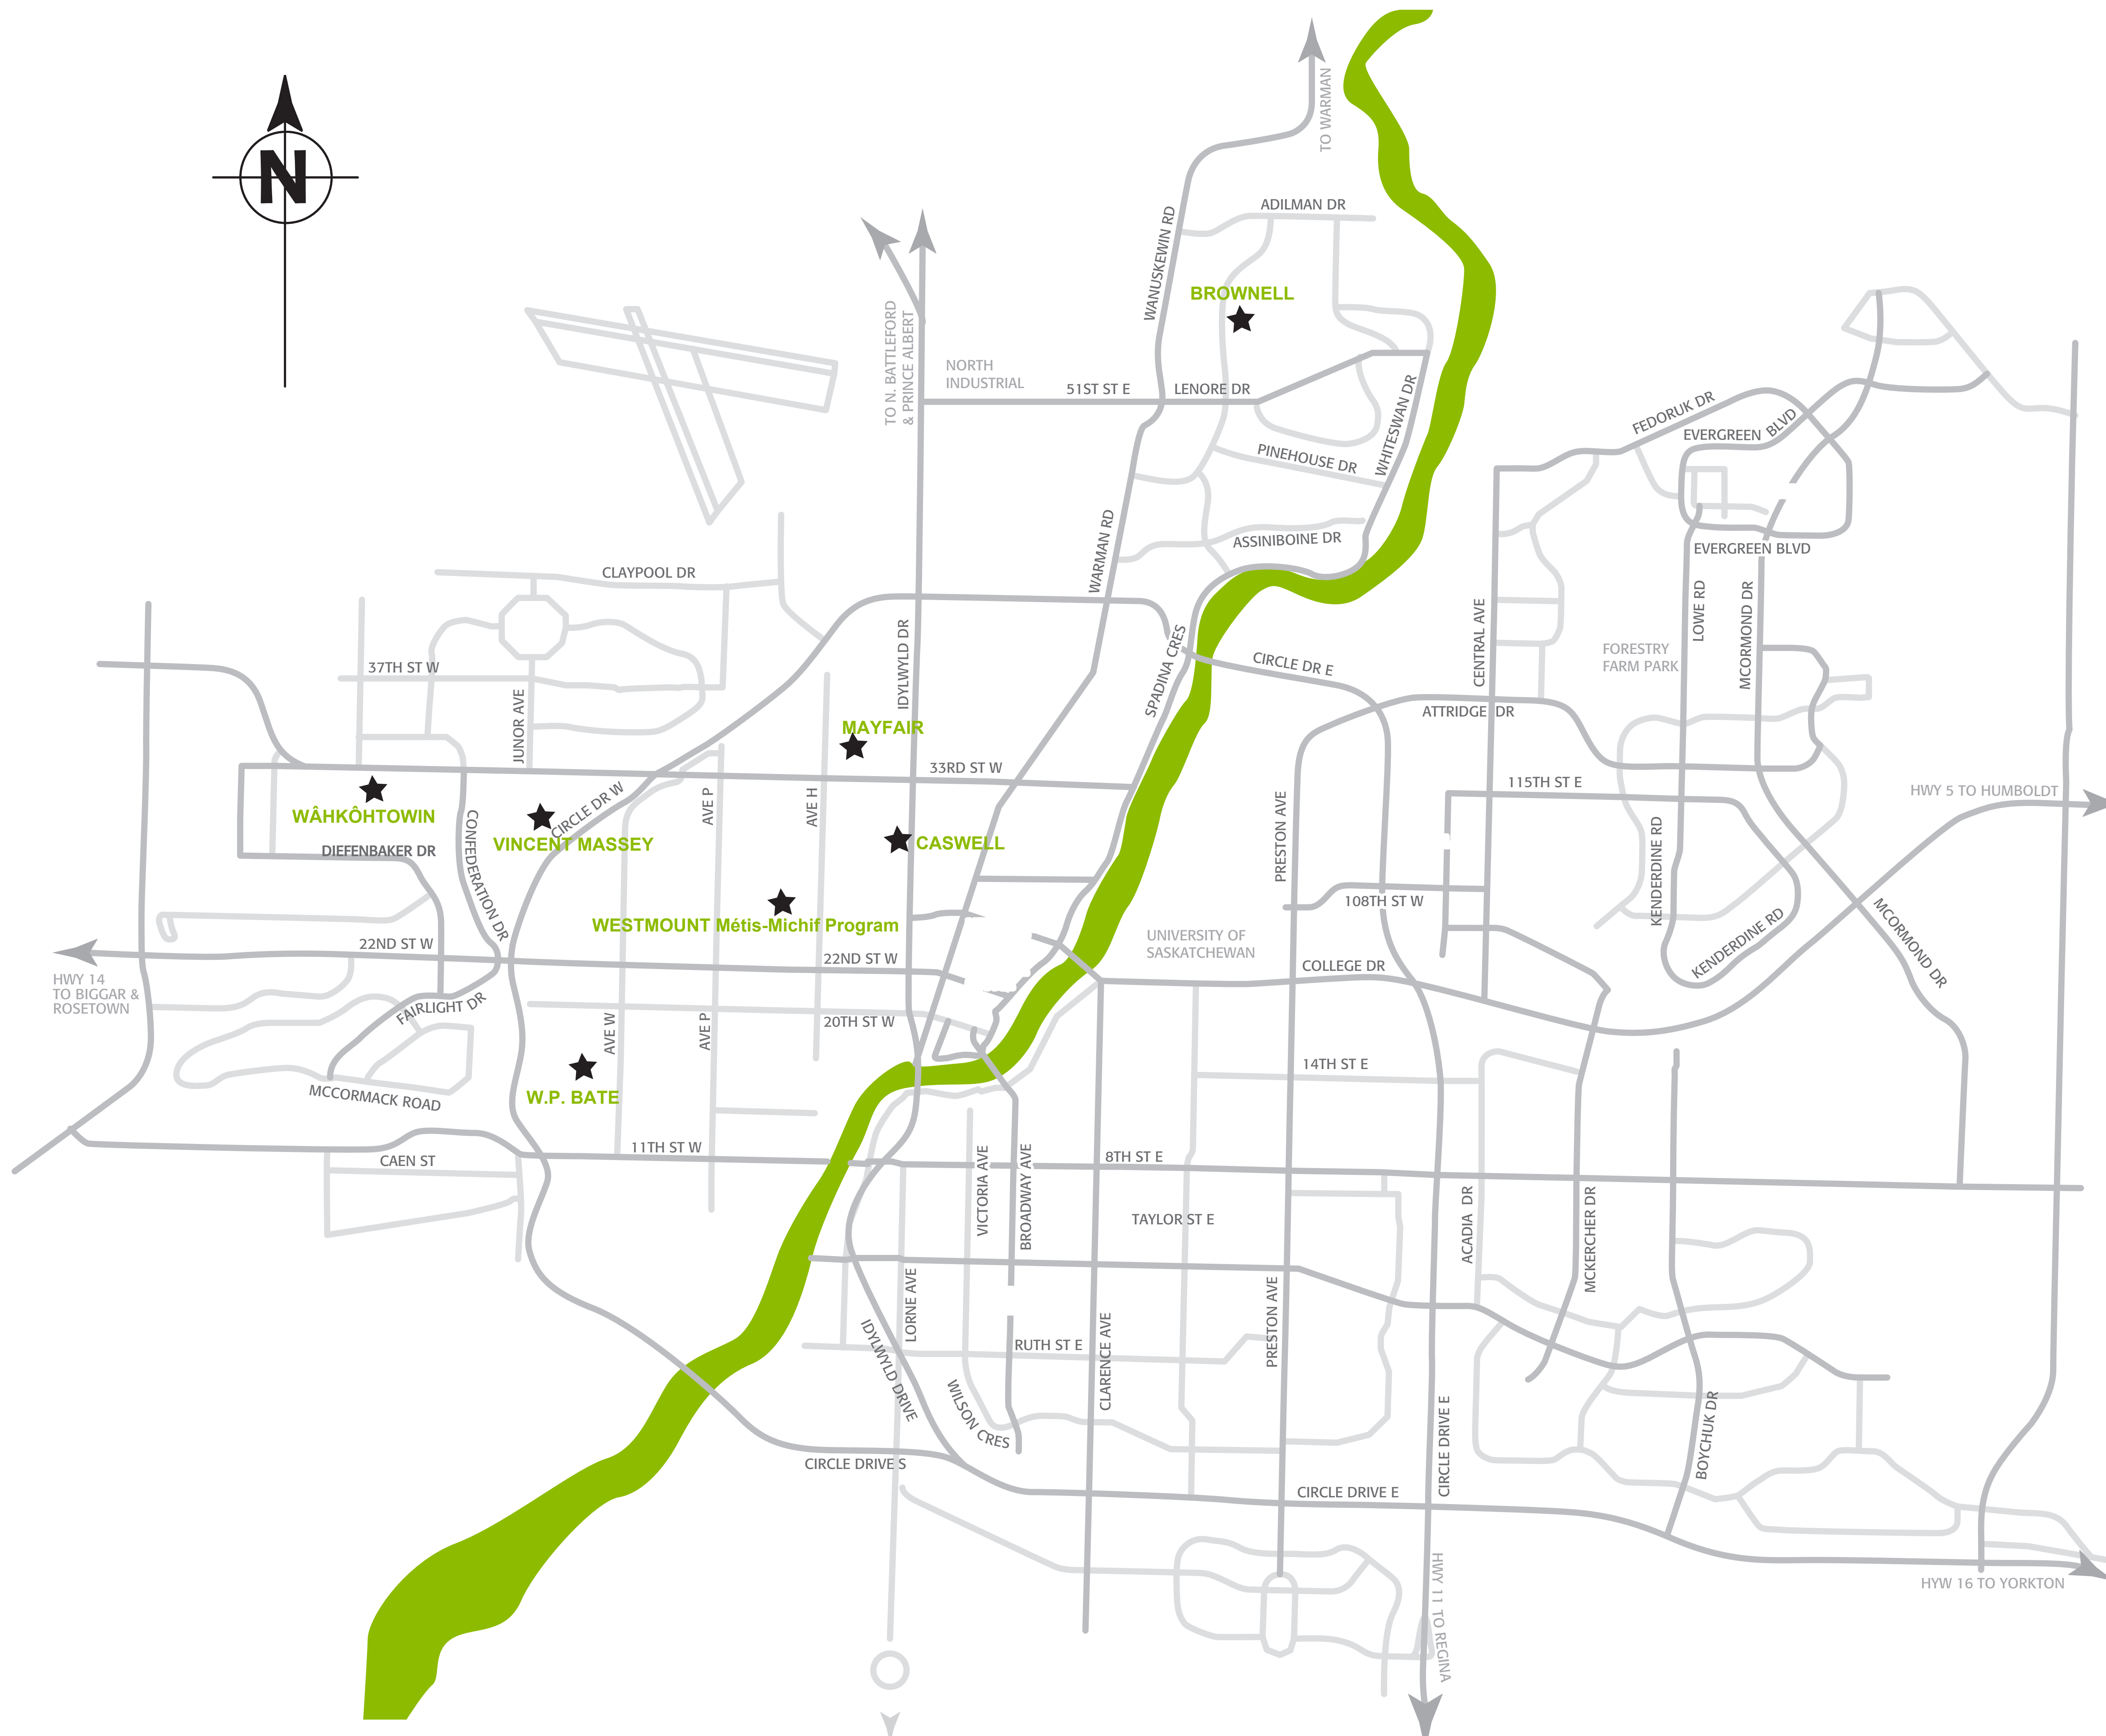 N
TO WARMAN
ADILMAN DR
WANUSKEWIN RD
BROWNELL
TO N. BATTLEFORD
& PRINCE ALBERT
NORTH
INDUSTRIAL
51ST ST E
LENORE DR
WHITESWAN DR
PINEHOUSE DR
FEDORUK DR
EVERGREEN BLVD
WARMAN RD
ASSINIBOINE DR
EVERGREEN BLVD
CLAYPOOL DR
LOWE RD
MCORMOND DR
CENTRAL AVE
IDYLWYLD DR
SPADINA CRES
CIRCLE DR E
FORESTRY
FARM PARK
37TH ST W
JUNOR AVE
MAYFAIR
ATTRIDGE DR
33RD ST W
115TH ST E
HWY 5 TO HUMBOLDT
WÂHKÔHTOWIN
CIRCLE DR W
AVE P
AVE H
VINCENT MASSEY
CASWELL
PRESTON AVE
KENDERDINE RD
DIEFENBAKER DR
CONFEDERATION DR
108TH ST W
WESTMOUNT Métis-Michif Program
KENDERDINE RD
MCORMOND DR
22ND ST W
22ND ST W
UNIVERSITY OF
SASKATCHEWAN
COLLEGE DR
HWY 14
TO BIGGAR &
ROSETOWN
FAIRLIGHT DR
AVE W
AVE P
20TH ST W
14TH ST E
W.P. BATE
MCCORMACK ROAD
11TH ST W
8TH ST E
CAEN ST
VICTORIA AVE
BROADWAY AVE
TAYLOR ST E
ACADIA DR
MCKERCHER DR
LORNE AVE
PRESTON AVE
IDYLWYLD DRIVE
RUTH ST E
CLARENCE AVE
WILSON CRES
CIRCLE DRIVE E
BOYCHUK DR
CIRCLE DRIVE S
CIRCLE DRIVE E
HWY 11 TO REGINA
HYW 16 TO YORKTON